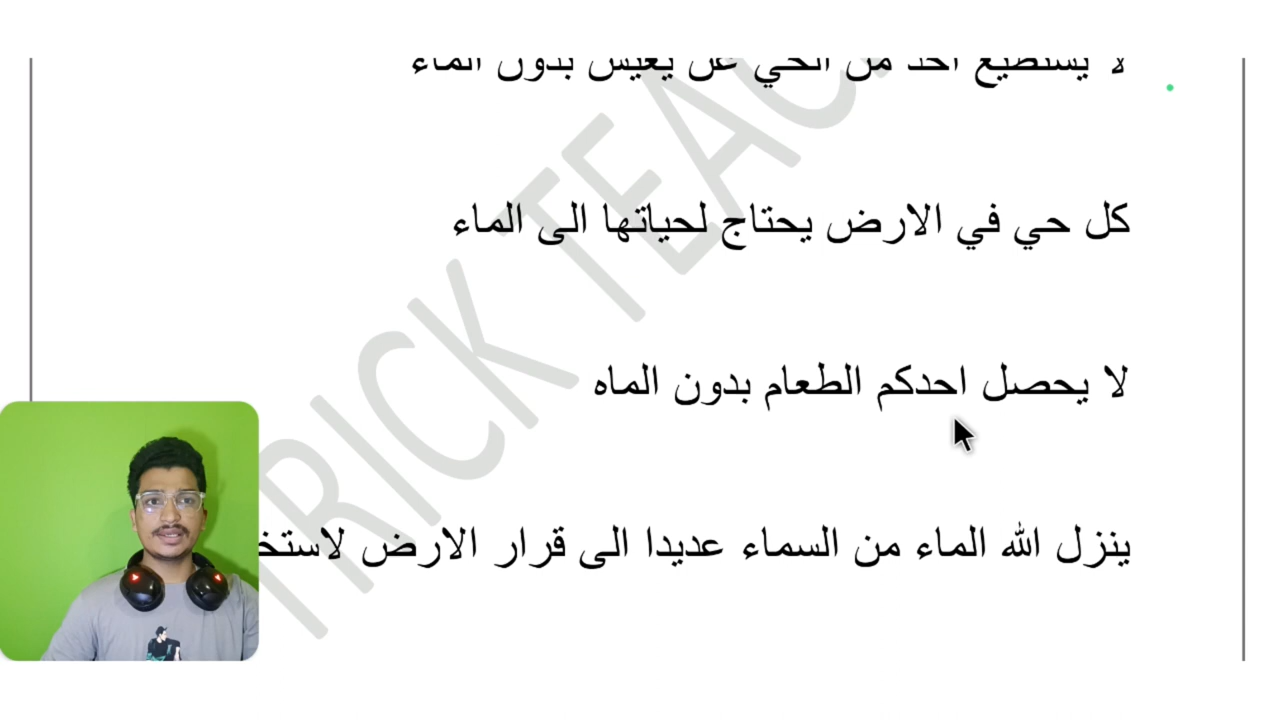 لا يستطيع احد من الحي عن يعيش بدون الماء
كل حي في الارض يحتاج لحياتها الى الماء
لا يحصل احدكم الطعام بدون الماه
ينزل الله الماء من السماء عديدا الى قرار الارض
TRICK TEAC